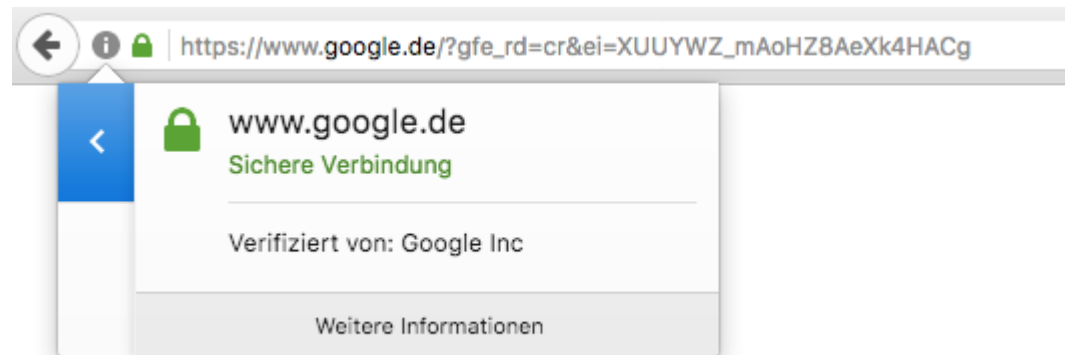 https://www.google.de/?gfe_rd=cr&ei=XUUYWZ_mAoHZ8AeXk4HACg
www.google.de
Sichere Verbindung
Verifiziert von: Google Inc
Weitere Informationen